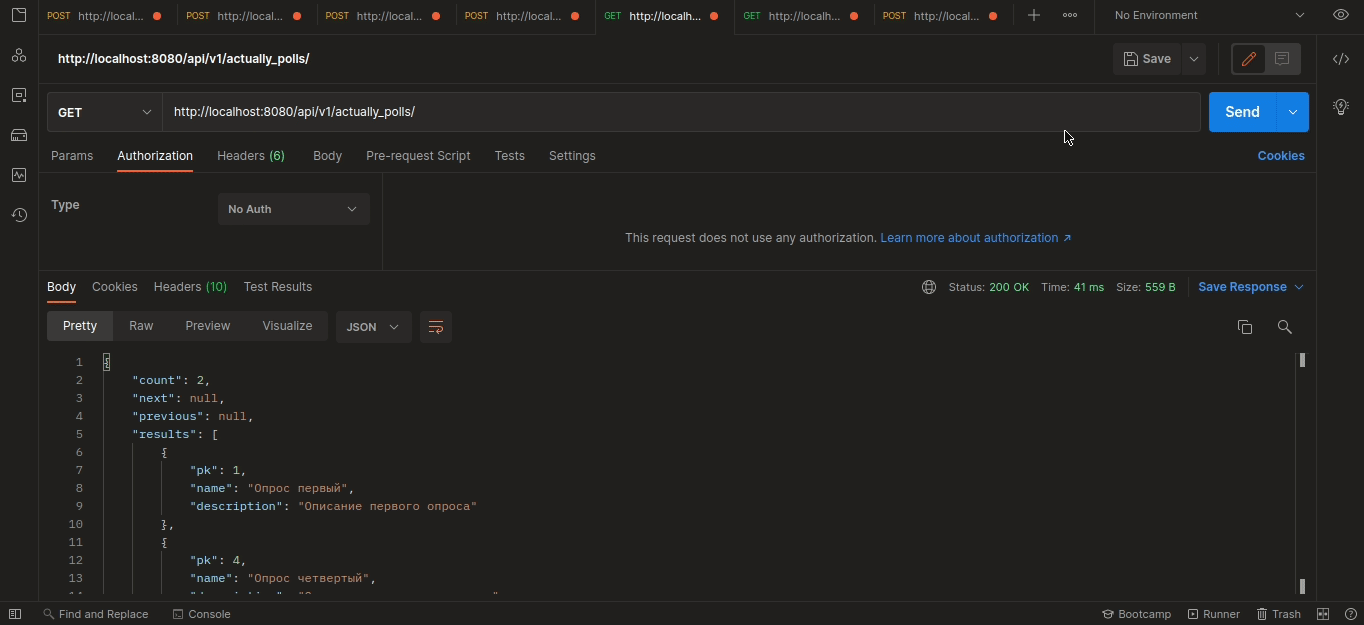 POST http://local... POST http://local... POST http://local... POST http://local... GET http://localh... GET http://localh... POST http://local... No Environment
http://localhost:8080/api/v1/actually_polls/ Save
GET http://localhost:8080/api/v1/actually_polls/ Send
Params Authorization Headers (6) Body Pre-request Script Tests Settings Cookies
Type No Auth
This request does not use any authorization. Learn more about authorization ↗
Body Cookies Headers (10) Test Results Status: 200 OK Time: 41 ms Size: 559 B Save Response
Pretty Raw Preview Visualize JSON
1 {
2 "count": 2,
3 "next": null,
4 "previous": null,
5 "results": [
6 {
7 "pk": 1,
8 "name": "Опрос первый",
9 "description": "Описание первого опроса"
10 },
11 {
12 "pk": 4,
13 "name": "Опрос четвертый",
Find and Replace Console Bootcamp Runner Trash